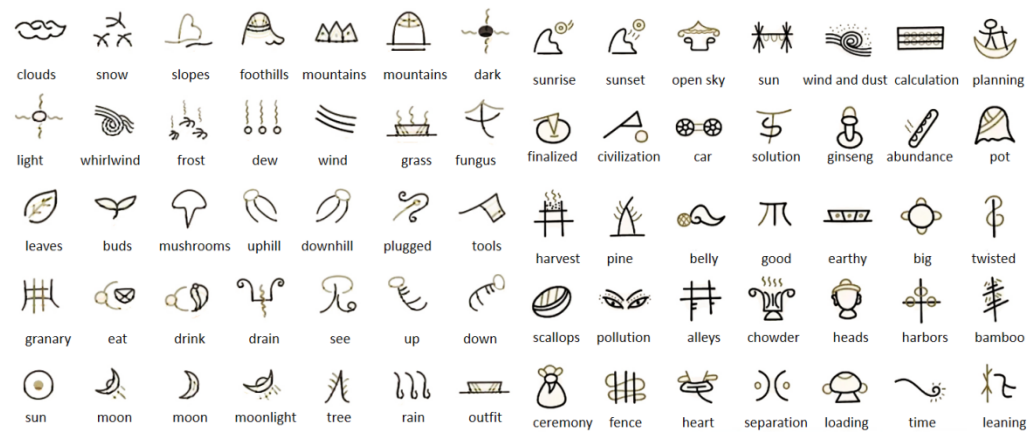 clouds snow slopes foothills mountains mountains dark sunrise sunset open sky sun wind and dust calculation planning
light whirlwind frost dew wind grass fungus finalized civilization car solution ginseng abundance pot
leaves buds mushrooms uphill downhill plugged tools harvest pine belly good earthy big twisted
granary eat drink drain see up down scallops pollution alleys chowder heads harbors bamboo
sun moon moon moonlight tree rain outfit ceremony fence heart separation loading time leaning